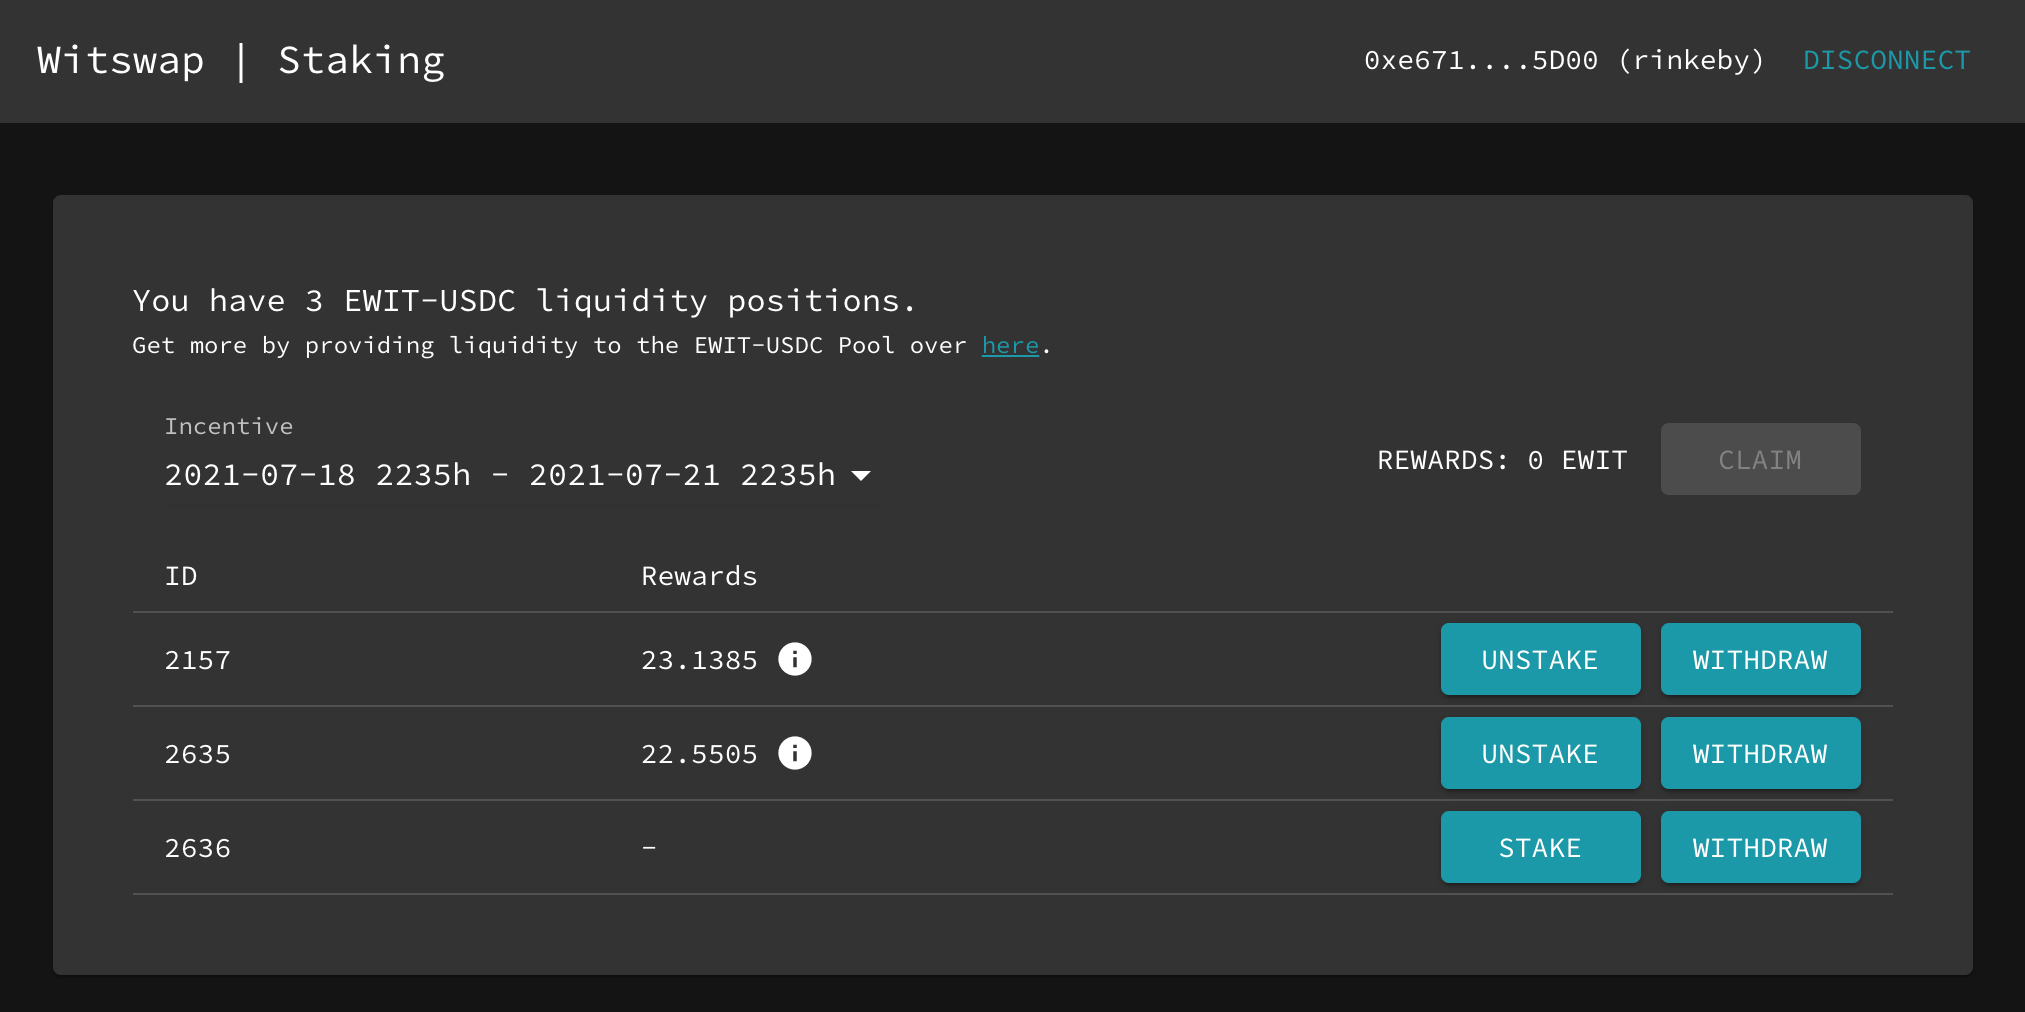 Witswap | Staking
0xe671....5D00 (rinkeby) DISCONNECT
You have 3 EWIT-USDC liquidity positions.
Get more by providing liquidity to the EWIT-USDC Pool over here.
Incentive
2021-07-18 2235h - 2021-07-21 2235h
REWARDS: 0 EWIT CLAIM
ID Rewards
2157 23.1385 UNSTAKE WITHDRAW
2635 22.5505 UNSTAKE WITHDRAW
2636 - STAKE WITHDRAW